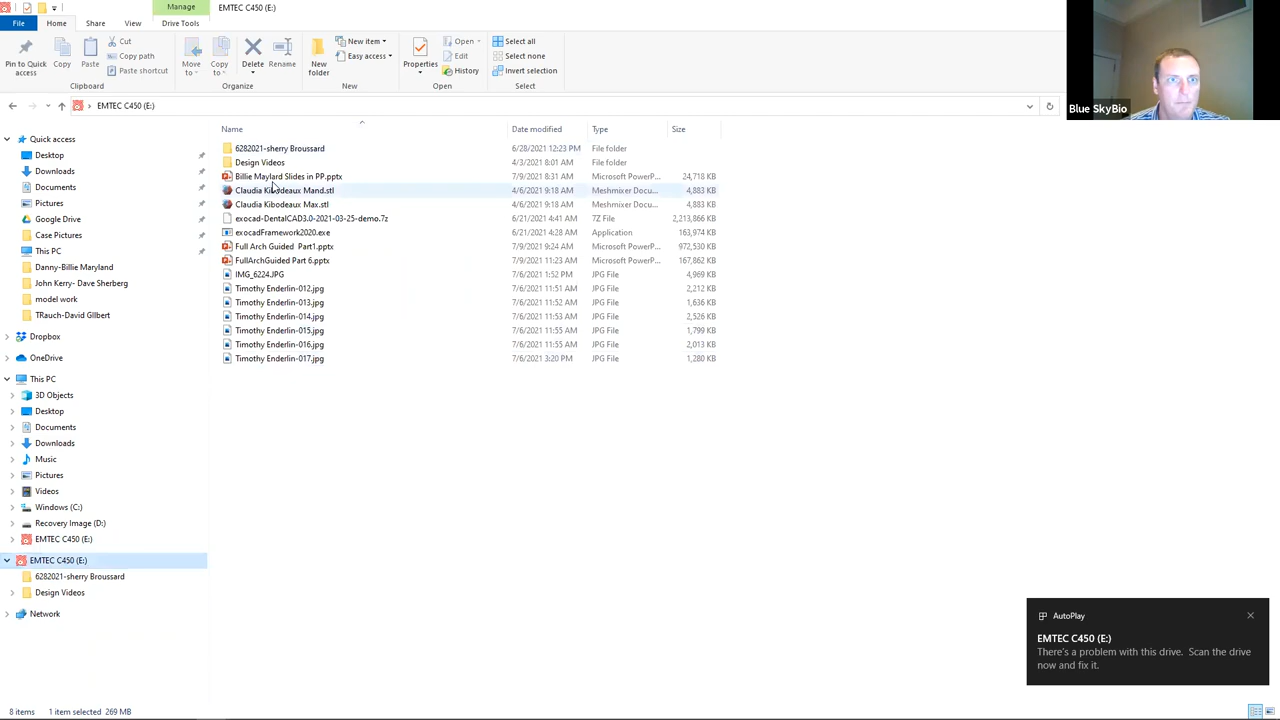 Manage
EMTEC C450 (E:)
File
Home
Share
View
Drive Tools
Pin to Quick access
Copy
Paste
Cut
Copy path
Paste shortcut
Clipboard
Move to
Copy to
Delete
Rename
Organize
New folder
New item
Easy access
New
Properties
Open
Edit
History
Open
Select all
Select none
Invert selection
Select
Blue SkyBio
EMTEC C450 (E:)
Name
Date modified
Type
Size
Quick access
Desktop
Downloads
Documents
Pictures
Google Drive
Case Pictures
This PC
Danny-Billie Maryland
John Kerry- Dave Sherberg
model work
TRauch-David GIlbert
Dropbox
OneDrive
This PC
3D Objects
Desktop
Documents
Downloads
Music
Pictures
Videos
Windows (C:)
Recovery Image (D:)
EMTEC C450 (E:)
EMTEC C450 (E:)
6282021-sherry Broussard
Design Videos
Network
6282021-sherry Broussard 6/28/2021 12:23 PM File folder
Design Videos 4/3/2021 8:01 AM File folder
Billie Maylard Slides in PP.pptx 7/9/2021 8:31 AM Microsoft PowerP... 24,718 KB
Claudia Kibodeaux Mand.stl 4/6/2021 9:18 AM Meshmixer Docu... 4,883 KB
Claudia Kibodeaux Max.stl 4/6/2021 9:18 AM Meshmixer Docu... 4,883 KB
exocad-DentalCAD3.0-2021-03-25-demo.7z 6/21/2021 4:41 AM 7Z File 2,213,866 KB
exocadFramework2020.exe 6/21/2021 4:28 AM Application 163,974 KB
Full Arch Guided Part1.pptx 7/9/2021 9:24 AM Microsoft PowerP... 972,530 KB
FullArchGuided Part 6.pptx 7/9/2021 11:23 AM Microsoft PowerP... 167,862 KB
IMG_6224.JPG 7/6/2021 1:52 PM JPG File 4,969 KB
Timothy Enderlin-012.jpg 7/6/2021 11:51 AM JPG File 2,212 KB
Timothy Enderlin-013.jpg 7/6/2021 11:52 AM JPG File 1,636 KB
Timothy Enderlin-014.jpg 7/6/2021 11:53 AM JPG File 2,526 KB
Timothy Enderlin-015.jpg 7/6/2021 11:55 AM JPG File 1,799 KB
Timothy Enderlin-016.jpg 7/6/2021 11:55 AM JPG File 2,013 KB
Timothy Enderlin-017.jpg 7/6/2021 3:20 PM JPG File 1,280 KB
AutoPlay
EMTEC C450 (E:)
There's a problem with this drive. Scan the drive
now and fix it.
8 items 1 item selected 269 MB